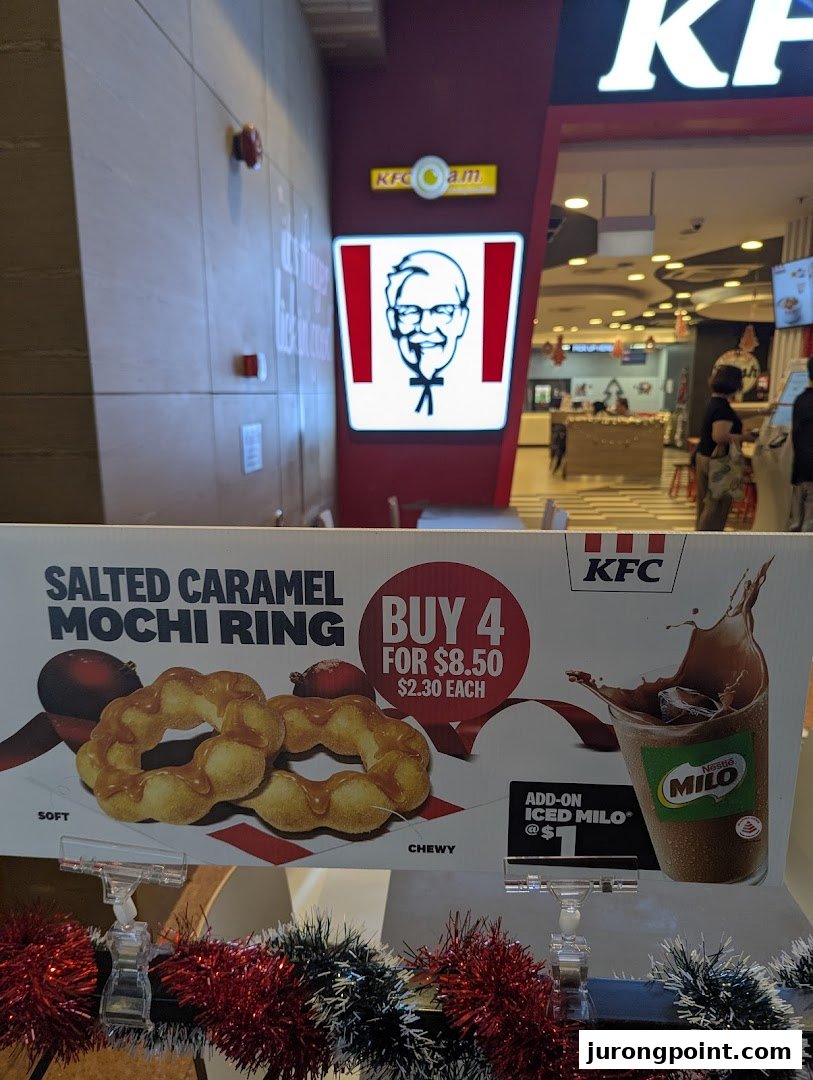 KFC
KFC a.m.
SALTED CARAMEL
MOCHI RING
BUY 4
FOR $8.50
$2.30 EACH
KFC
Nestlé
MILO
ADD-ON
ICED MILO®
@ $1
SOFT
CHEWY
jurongpoint.com